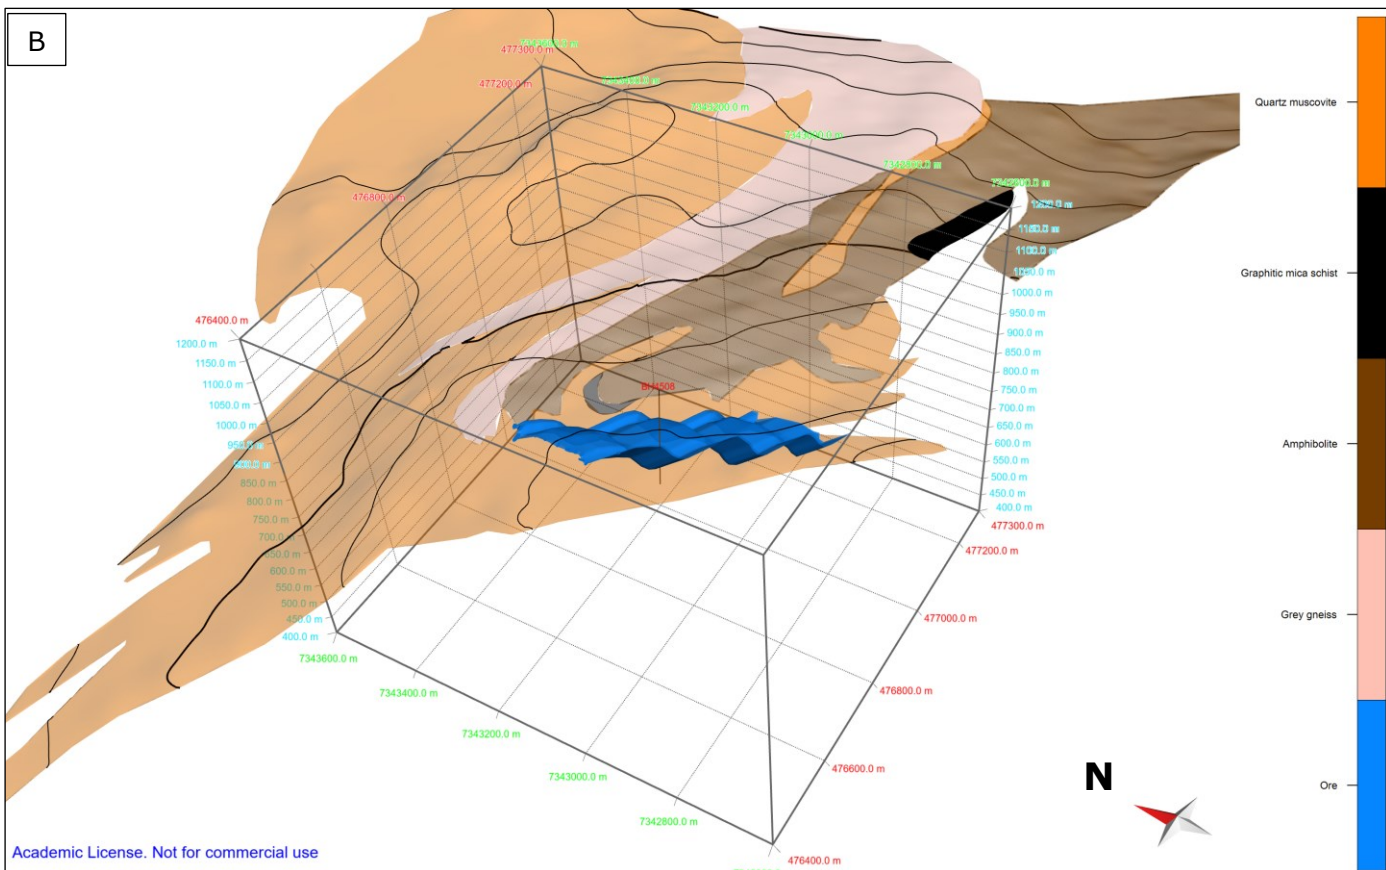 B
477300.0 m
477200.0 m
476800.0 m
476400.0 m
1200.0 m
1150.0 m
1100.0 m
1050.0 m
1000.0 m
950.0 m
850.0 m
800.0 m
750.0 m
700.0 m
600.0 m
550.0 m
500.0 m
400.0 m
7343600.0 m
7343400.0 m
7343200.0 m
7343000.0 m
7342800.0 m
BH4508
1000.0 m
950.0 m
900.0 m
850.0 m
800.0 m
750.0 m
700.0 m
650.0 m
600.0 m
550.0 m
500.0 m
450.0 m
400.0 m
477300.0 m
477200.0 m
477000.0 m
476800.0 m
476600.0 m
476400.0 m
N
Quartz muscovite
Graphitic mica schist
Amphibolite
Grey gneiss
Ore
Academic License. Not for commercial use